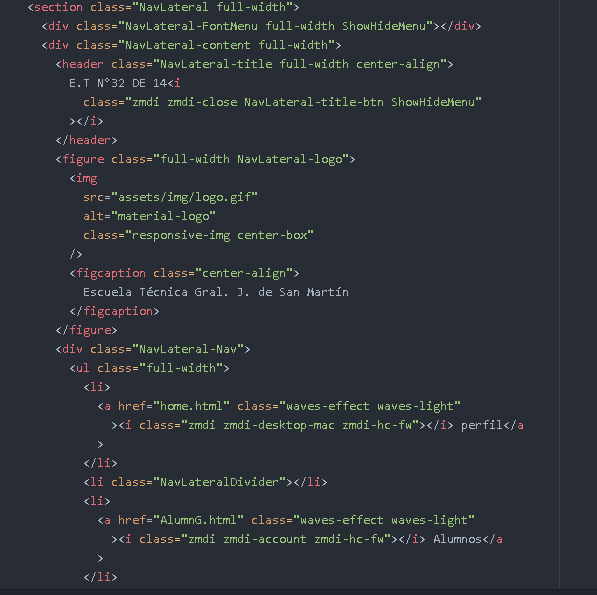 <section class="NavLateral full-width">
<div class="NavLateral-FontMenu full-width ShowHideMenu"></div>
<div class="NavLateral-content full-width">
<header class="NavLateral-title full-width center-align">
E.T N°32 DE 14<i
class="zmdi zmdi-close NavLateral-title-btn ShowHideMenu"
></i>
</header>
<figure class="full-width NavLateral-logo">
<img
src="assets/img/logo.gif"
alt="material-logo"
class="responsive-img center-box"
/>
<figcaption class="center-align">
Escuela Técnica Gral. J. de San Martín
</figcaption>
</figure>
<div class="NavLateral-Nav">
<ul class="full-width">
<li>
<a href="home.html" class="waves-effect waves-light"
><i class="zmdi zmdi-desktop-mac zmdi-hc-fw"></i> perfil</a
>
</li>
<li class="NavLateralDivider"></li>
<li>
<a href="AlumnG.html" class="waves-effect waves-light"
><i class="zmdi zmdi-account zmdi-hc-fw"></i> Alumnos</a
>
</li>